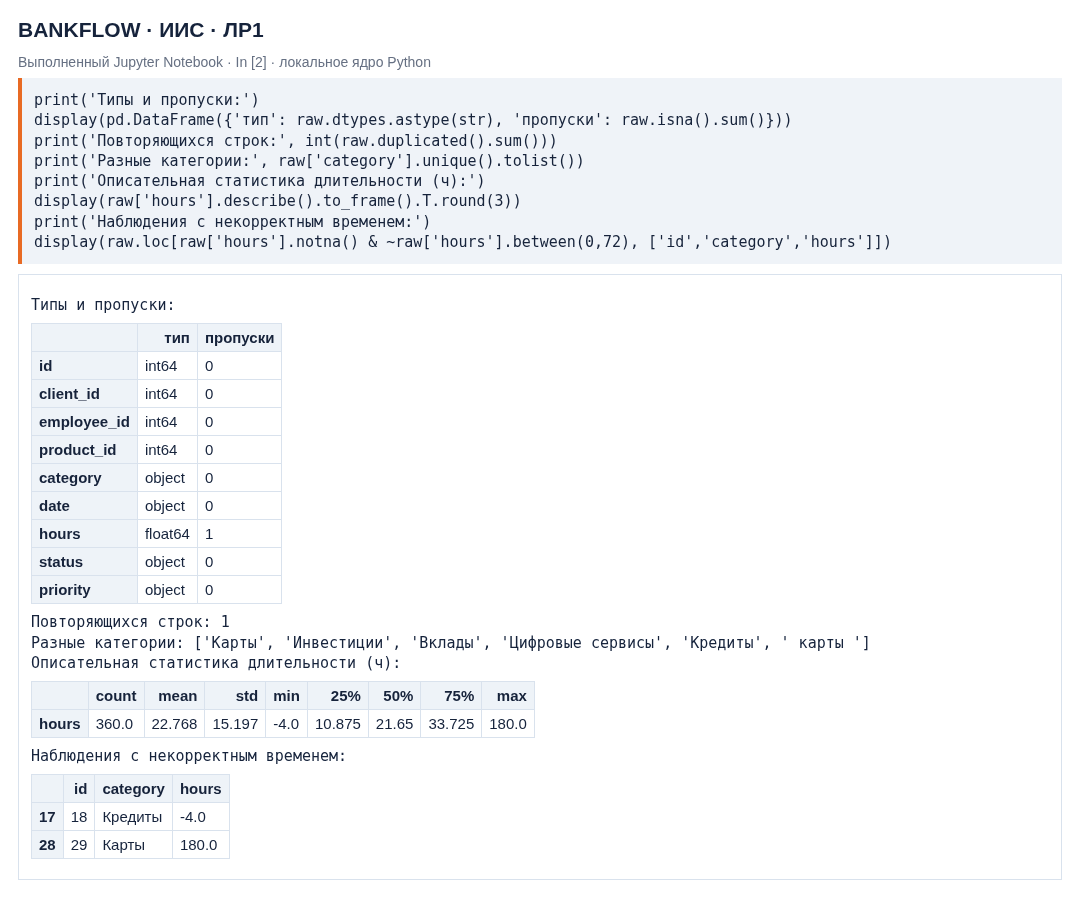 BANKFLOW · ИИС · ЛР1
Выполненный Jupyter Notebook · In [2] · локальное ядро Python
print('Типы и пропуски:')
display(pd.DataFrame({'тип': raw.dtypes.astype(str), 'пропуски': raw.isna().sum()}))
print('Повторяющихся строк:', int(raw.duplicated().sum()))
print('Разные категории:', raw['category'].unique().tolist())
print('Описательная статистика длительности (ч):')
display(raw['hours'].describe().to_frame().T.round(3))
print('Наблюдения с некорректным временем:')
display(raw.loc[raw['hours'].notna() & ~raw['hours'].between(0,72), ['id','category','hours']])
Типы и пропуски:
тип пропуски
id int64 0
client_id int64 0
employee_id int64 0
product_id int64 0
category object 0
date object 0
hours float64 1
status object 0
priority object 0
Повторяющихся строк: 1
Разные категории: ['Карты', 'Инвестиции', 'Вклады', 'Цифровые сервисы', 'Кредиты', ' карты ']
Описательная статистика длительности (ч):
count mean std min 25% 50% 75% max
hours 360.0 22.768 15.197 -4.0 10.875 21.65 33.725 180.0
Наблюдения с некорректным временем:
id category hours
17 18 Кредиты -4.0
28 29 Карты 180.0